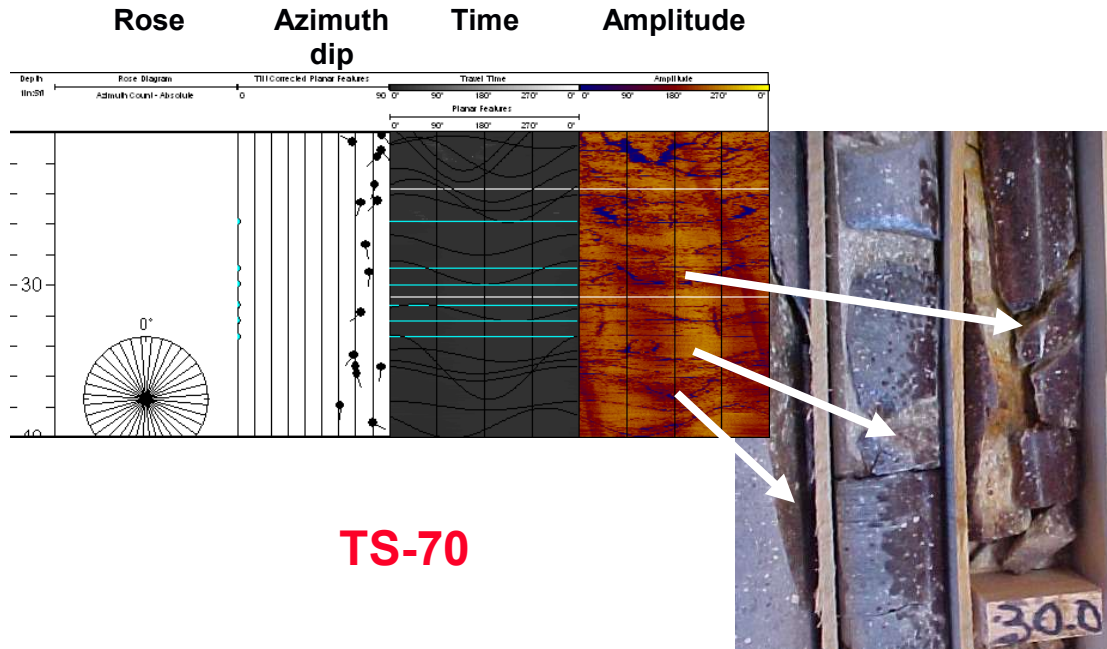 Rose Azimuth dip Time Amplitude
Depth Rose Diagram Tilt Corrected Planar Features Travel Time Amplitude
1in:5ft Azimuth Count - Absolute 0 90 0° 90° 180° 270° 0° 0° 90° 180° 270° 0°
Planar Features
0° 90° 180° 270° 0°
30
0°
40
TS-70
30.0